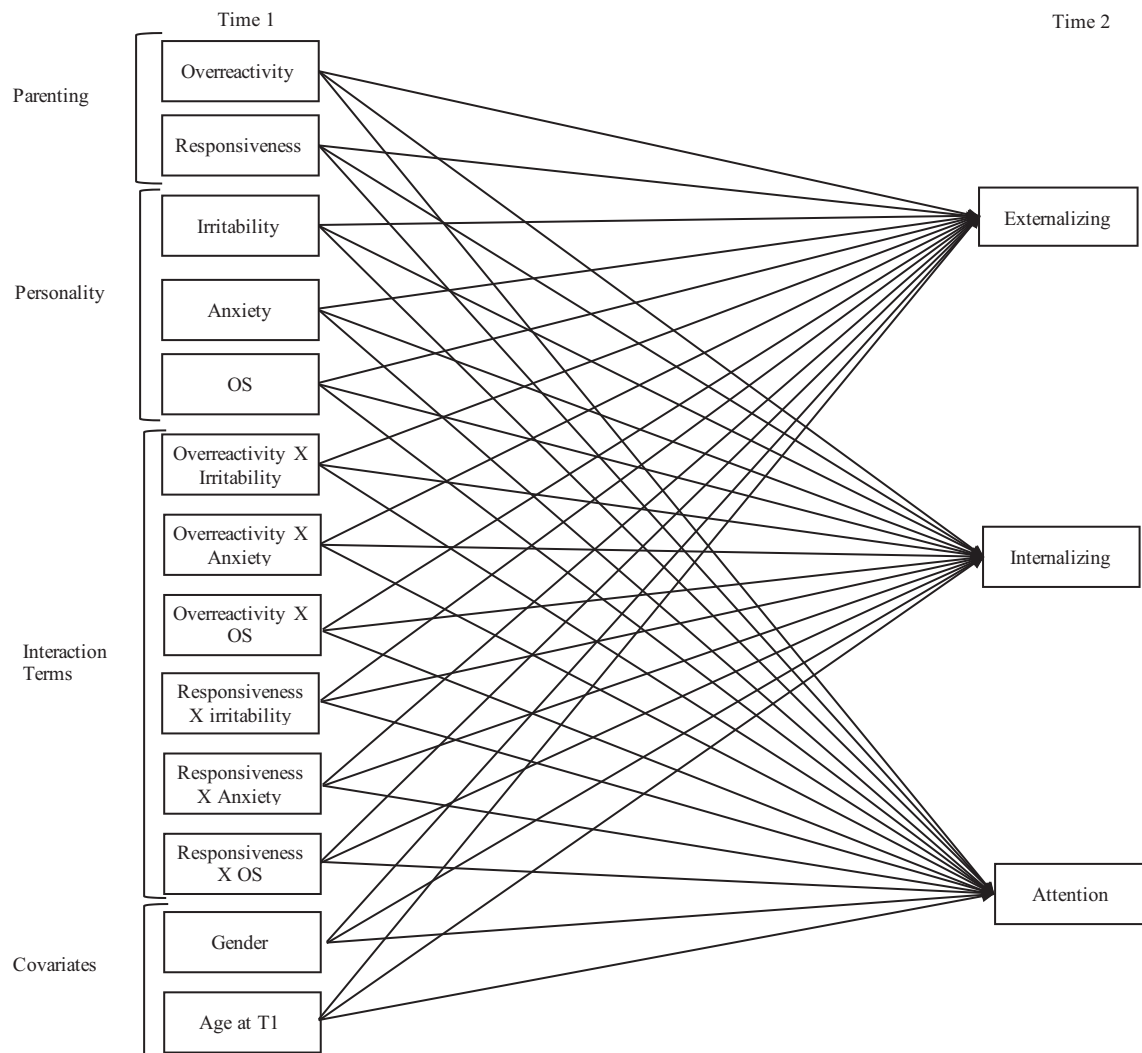 Time 1
Time 2
Parenting
Overreactivity
Responsiveness
Personality
Irritability
Anxiety
OS
Externalizing
Interaction
Terms
Overreactivity X
Irritability
Overreactivity X
Anxiety
Overreactivity X
OS
Responsiveness
X irritability
Responsiveness
X Anxiety
Responsiveness
X OS
Internalizing
Covariates
Gender
Age at T1
Attention